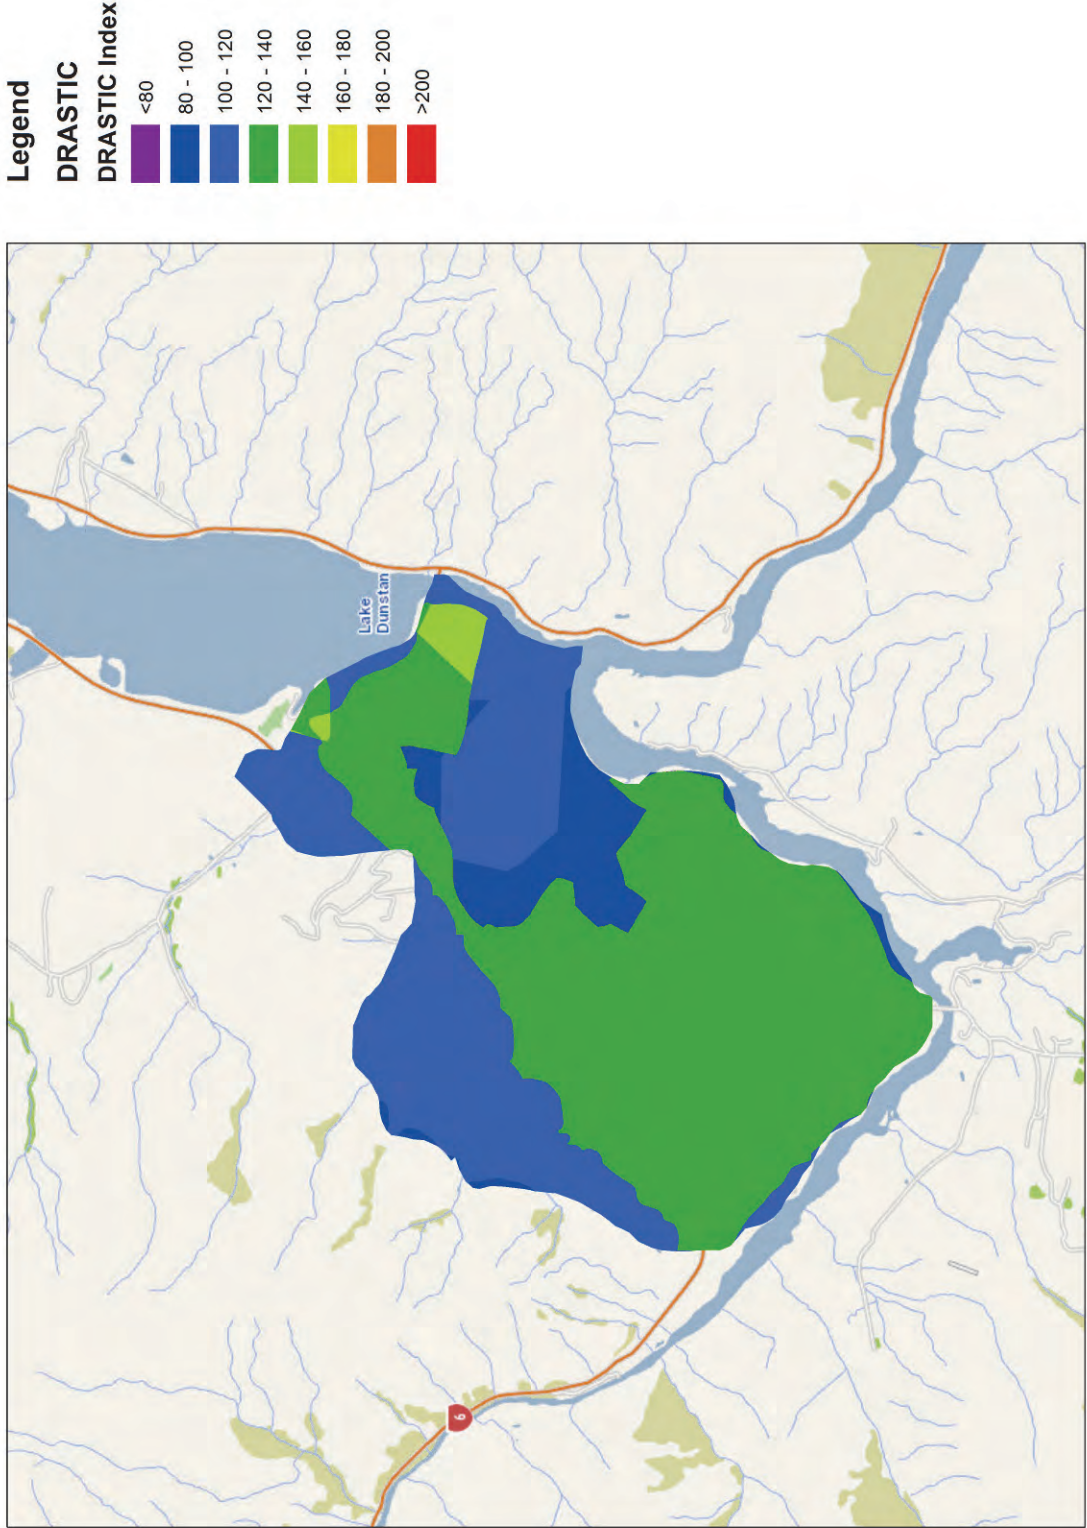 Legend
DRASTIC
DRASTIC Index
<80
80 - 100
100 - 120
120 - 140
140 - 160
160 - 180
180 - 200
>200
Lake
Dunstan
6